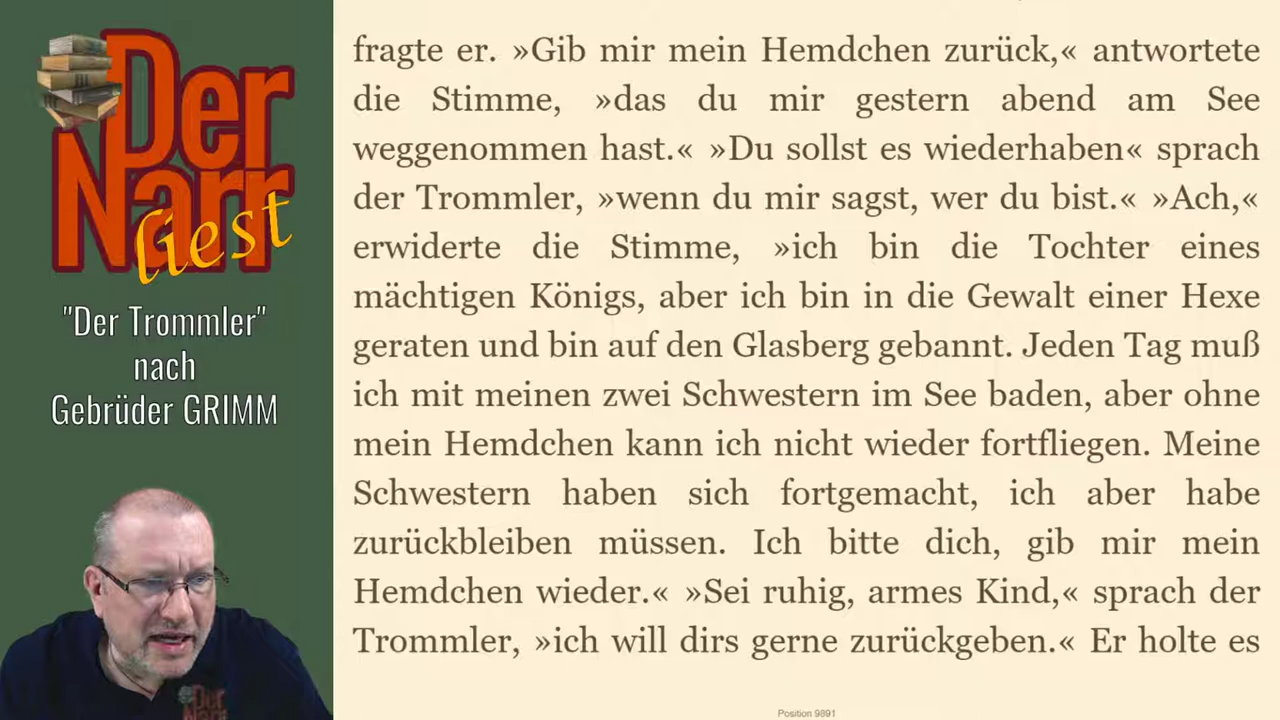 Der
Narr
liest
"Der Trommler"
nach
Gebrüder GRIMM
Der
Narr
fragte er. »Gib mir mein Hemdchen zurück,« antwortete
die Stimme, »das du mir gestern abend am See
weggenommen hast.« »Du sollst es wiederhaben« sprach
der Trommler, »wenn du mir sagst, wer du bist.« »Ach,«
erwiderte die Stimme, »ich bin die Tochter eines
mächtigen Königs, aber ich bin in die Gewalt einer Hexe
geraten und bin auf den Glasberg gebannt. Jeden Tag muß
ich mit meinen zwei Schwestern im See baden, aber ohne
mein Hemdchen kann ich nicht wieder fortfliegen. Meine
Schwestern haben sich fortgemacht, ich aber habe
zurückbleiben müssen. Ich bitte dich, gib mir mein
Hemdchen wieder.« »Sei ruhig, armes Kind,« sprach der
Trommler, »ich will dirs gerne zurückgeben.« Er holte es
Position 9891